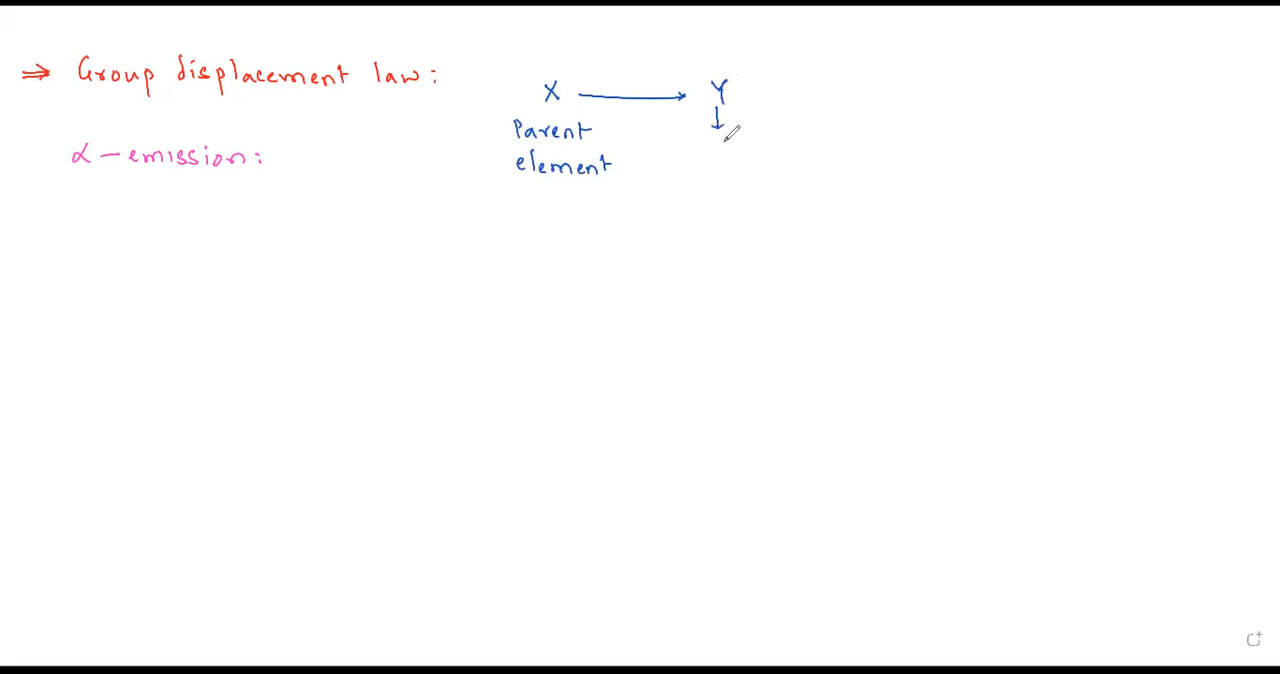 ⇒ Group displacement law:
X → Y
↓
Parent
element
α - emission: